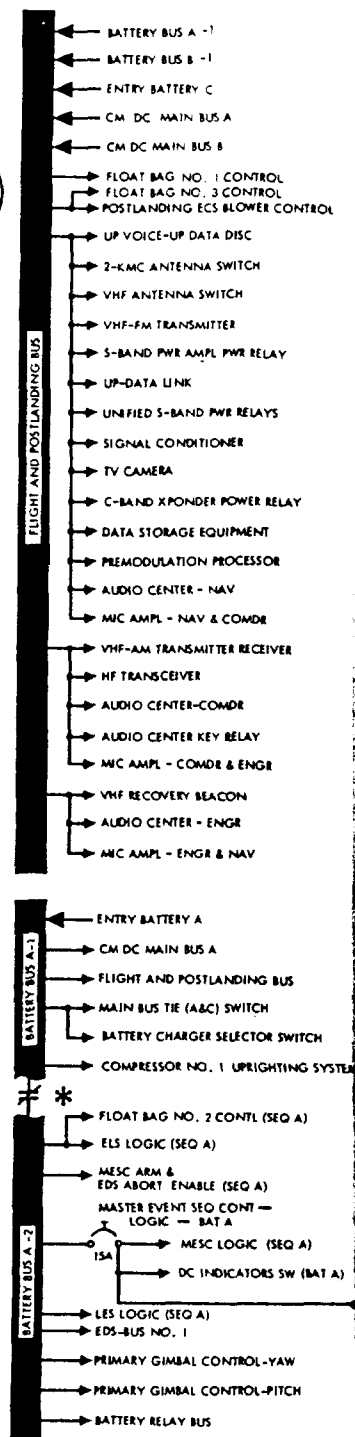 BATTERY BUS A -1
BATTERY BUS B -1
ENTRY BATTERY C
CM DC MAIN BUS A
CM DC MAIN BUS B
FLOAT BAG NO. 1 CONTROL
FLOAT BAG NO. 3 CONTROL
POSTLANDING ECS BLOWER CONTROL
UP VOICE-UP DATA DISC
2-KMC ANTENNA SWITCH
VHF ANTENNA SWITCH
VHF-FM TRANSMITTER
S-BAND PWR AMPL PWR RELAY
UP-DATA LINK
UNIFIED S-BAND PWR RELAYS
SIGNAL CONDITIONER
TV CAMERA
C-BAND XPONDER POWER RELAY
DATA STORAGE EQUIPMENT
PREMODULATION PROCESSOR
AUDIO CENTER - NAV
MIC AMPL - NAV & COMDR
FLIGHT AND POSTLANDING BUS
VHF-AM TRANSMITTER RECEIVER
HF TRANSCEIVER
AUDIO CENTER-COMDR
AUDIO CENTER KEY RELAY
MIC AMPL - COMDR & ENGR
VHF RECOVERY BEACON
AUDIO CENTER - ENGR
MIC AMPL - ENGR & NAV
BATTERY BUS A-1
ENTRY BATTERY A
CM DC MAIN BUS A
FLIGHT AND POSTLANDING BUS
MAIN BUS TIE (A&C) SWITCH
BATTERY CHARGER SELECTOR SWITCH
COMPRESSOR NO. 1 UPRIGHTING SYSTEM
*
BATTERY BUS A -2
FLOAT BAG NO. 2 CONTL (SEQ A)
ELS LOGIC (SEQ A)
MESC ARM &
EDS ABORT ENABLE (SEQ A)
MASTER EVENT SEQ CONT —
LOGIC — BAT A
15A
MESC LOGIC (SEQ A)
DC INDICATORS SW (BAT A)
LES LOGIC (SEQ A)
EDS-BUS NO. 1
PRIMARY GIMBAL CONTROL-YAW
PRIMARY GIMBAL CONTROL-PITCH
BATTERY RELAY BUS